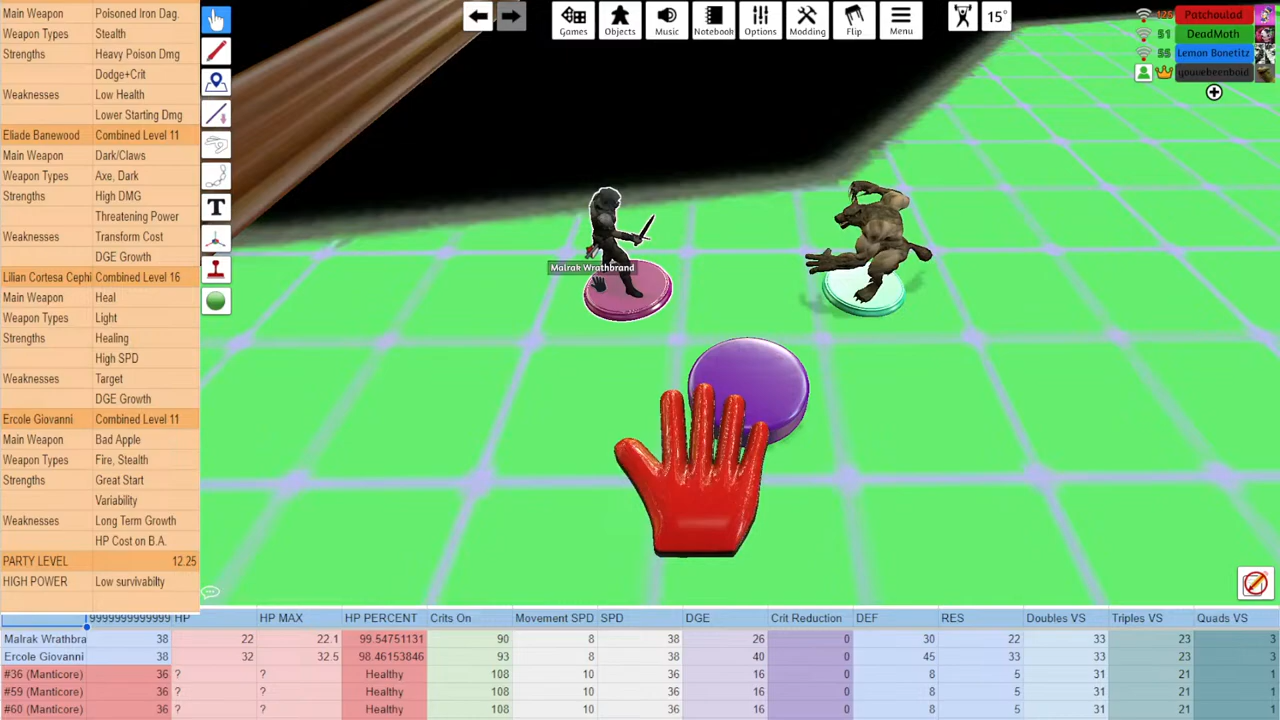 Main Weapon Poisoned Iron Dag.
Weapon Types Stealth
Strengths Heavy Poison Dmg
Dodge+Crit
Weaknesses Low Health
Lower Starting Dmg
Eliade Banewood Combined Level 11
Main Weapon Dark/Claws
Weapon Types Axe, Dark
Strengths High DMG
Threatening Power
Weaknesses Transform Cost
DGE Growth
Lilian Cortesa Cephi Combined Level 16
Main Weapon Heal
Weapon Types Light
Strengths Healing
High SPD
Weaknesses Target
DGE Growth
Ercole Giovanni Combined Level 11
Main Weapon Bad Apple
Weapon Types Fire, Stealth
Strengths Great Start
Variability
Weaknesses Long Term Growth
HP Cost on B.A.
PARTY LEVEL 12.25
HIGH POWER Low survivabilty
T
Games Objects Music Notebook Options Modding Flip Menu 15°
125 Patchoulad
51 DeadMoth
55 Lemon Bonetitz
youvebeenboid
Malrak Wrathbrand
9999999999999 HP HP MAX HP PERCENT Crits On Movement SPD SPD DGE Crit Reduction DEF RES Doubles VS Triples VS Quads VS
Malrak Wrathbra 38 22 22.1 99.54751131 90 8 38 26 0 30 22 33 23 3
Ercole Giovanni 38 32 32.5 98.46153846 93 8 38 40 0 45 33 33 23 3
#36 (Manticore) 36 ? ? Healthy 108 10 36 16 0 8 5 31 21 1
#59 (Manticore) 36 ? ? Healthy 108 10 36 16 0 8 5 31 21 1
#60 (Manticore) 36 ? ? Healthy 108 10 36 16 0 8 5 31 21 1